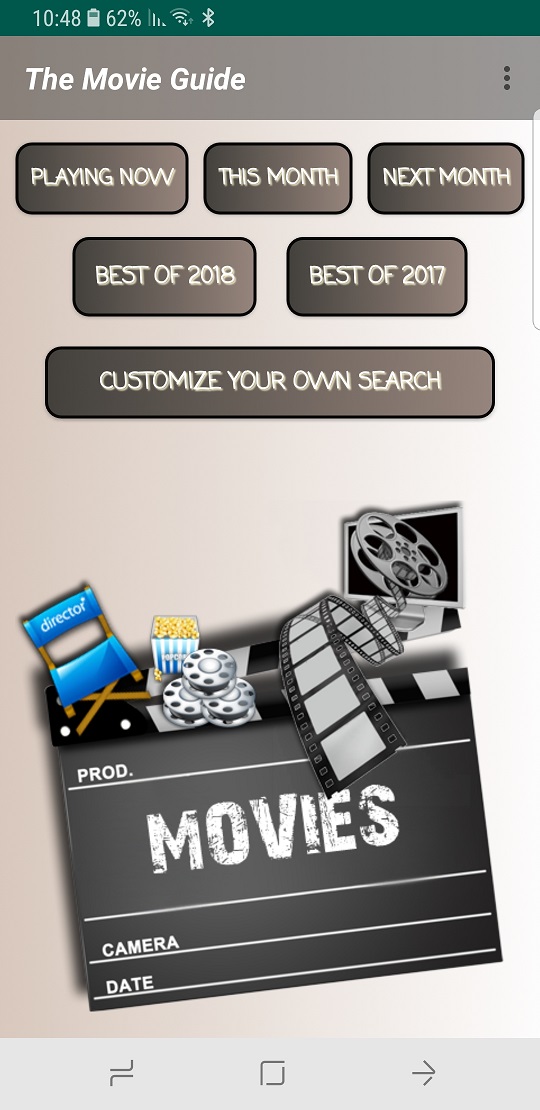 10:48 62%
The Movie Guide
PLAYING NOW THIS MONTH NEXT MONTH
BEST OF 2018 BEST OF 2017
CUSTOMIZE YOUR OWN SEARCH
director
POPCORN
PROD.
MOVIES
CAMERA
DATE